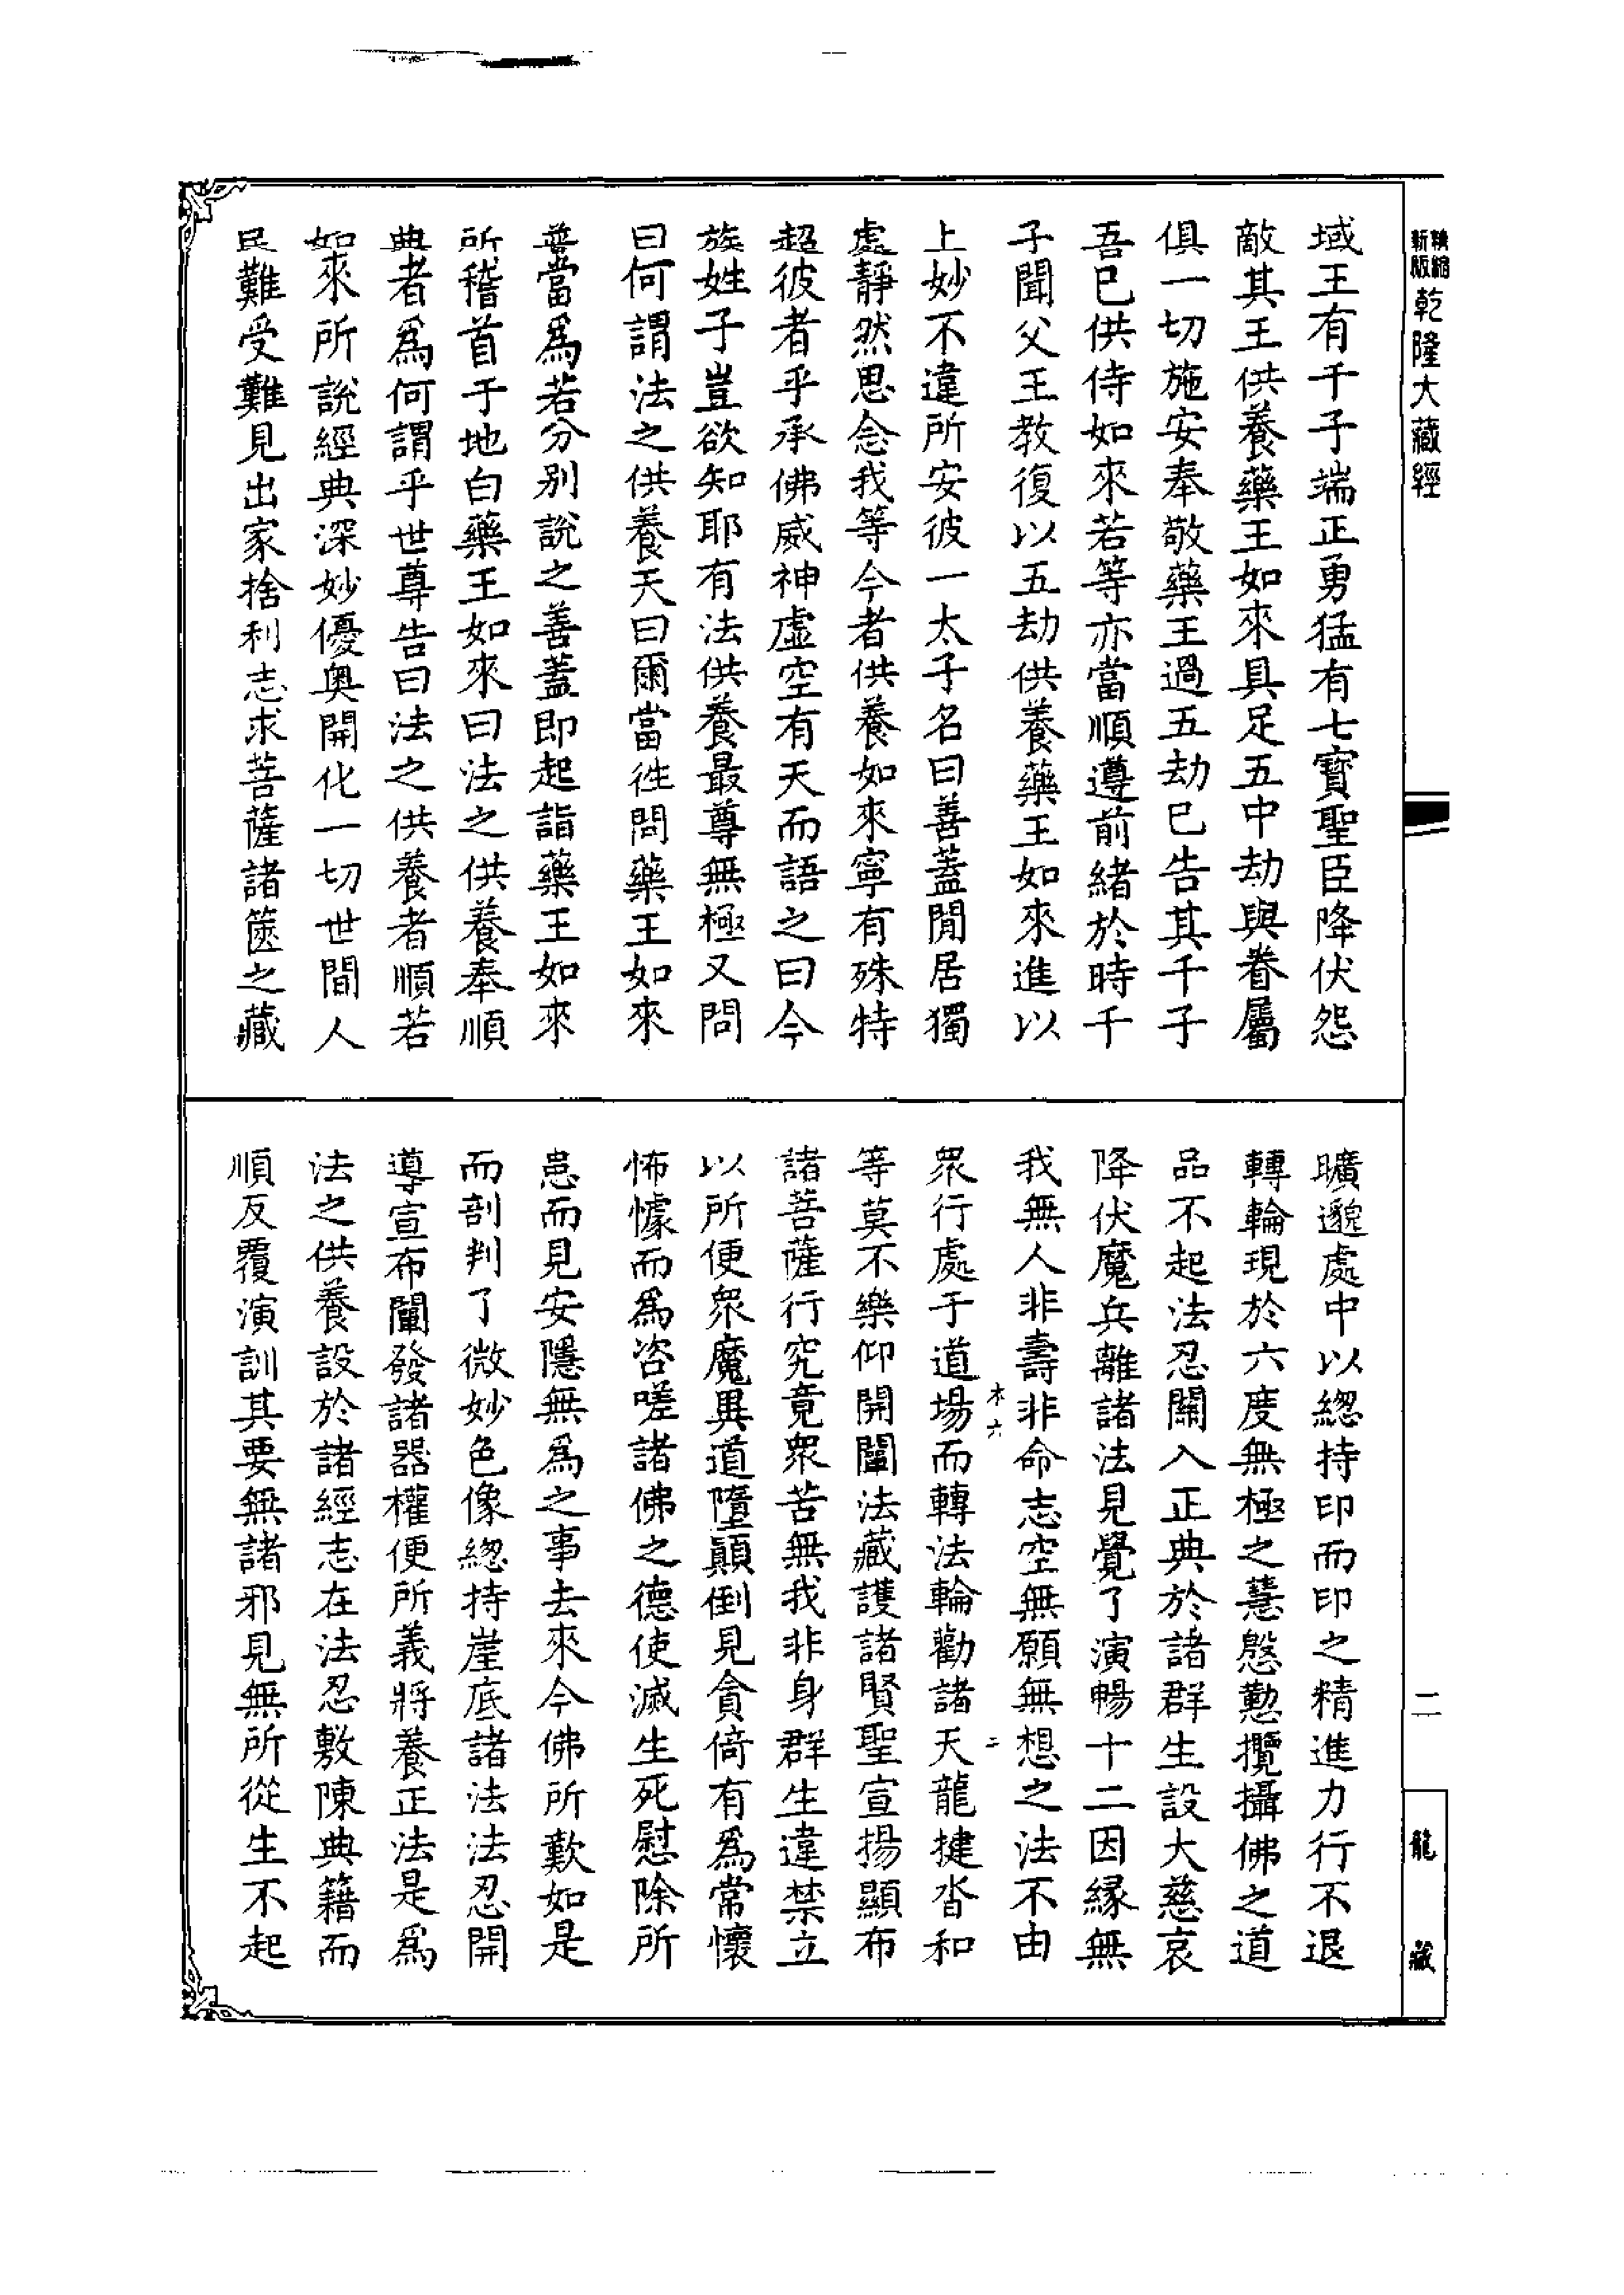 域王有千子端正勇猛有七寳聖臣降伏怨
敵其王供養藥王如來具足五中劫與眷屬
俱一切施安奉敬藥王過五劫已告其千子
吾已供侍如來若等亦當順遵前緒於時千
子聞父王教復以五劫供養藥王如來進以
上妙不違所安彼一太子名曰善蓋閒居獨
處靜然思念我等今者供養如來寧有殊特
超彼者乎承佛威神虛空有天而語之曰今
族姓子豈欲知耶有法供養最尊無極又問
曰何謂法之供養天曰爾當徃問藥王如來
普當爲若分別說之善蓋即起詣藥王如來
所稽首于地白藥王如來曰法之供養奉順
典者爲何謂乎世尊告曰法之供養者順若
如來所說經典深妙優奧開化一切世間人
民難受難見出家捨利志求菩薩諸篋之藏
曠邈處中以緫持印而印之精進力行不退
轉輪現於六度無極之慧慇懃攬攝佛之道
品不起法忍闡入正典於諸群生設大慈哀
降伏魔兵離諸法見覺了演暢十二因緣無
我無人非壽非命志空無願無想之法不由
衆行處于道場而轉法輪勸諸天龍揵沓和
等莫不樂仰開闡法藏護諸賢聖宣揚顯布
諸菩薩行究竟衆苦無我非身群生違禁立
以所便衆魔異道墮顛倒見貪倚有爲常懷
怖懅而爲咨嗟諸佛之德使滅生死慰除所
患而見安隱無爲之事去來今佛所歎如是
而剖判了微妙色像緫持崖底諸法法忍開
導宣布闡發諸器權便所義將養正法是爲
法之供養設於諸經志在法忍敷陳典籍而
順反覆演訓其要無諸邪見無所從生不起
本六
二
新版
精縮
乾隆大藏經
二
龍藏